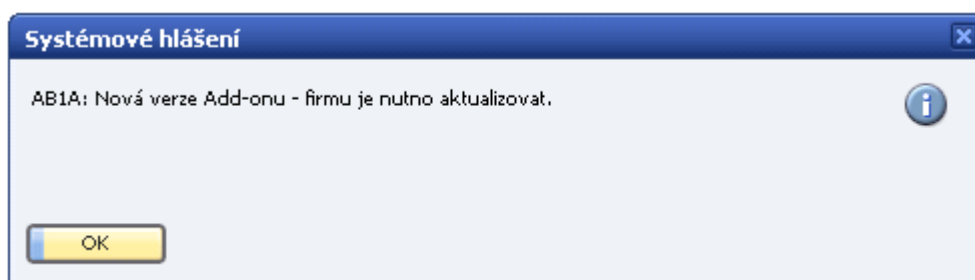 Systémové hlášení
AB1A: Nová verze Add-onu - firmu je nutno aktualizovat.
OK